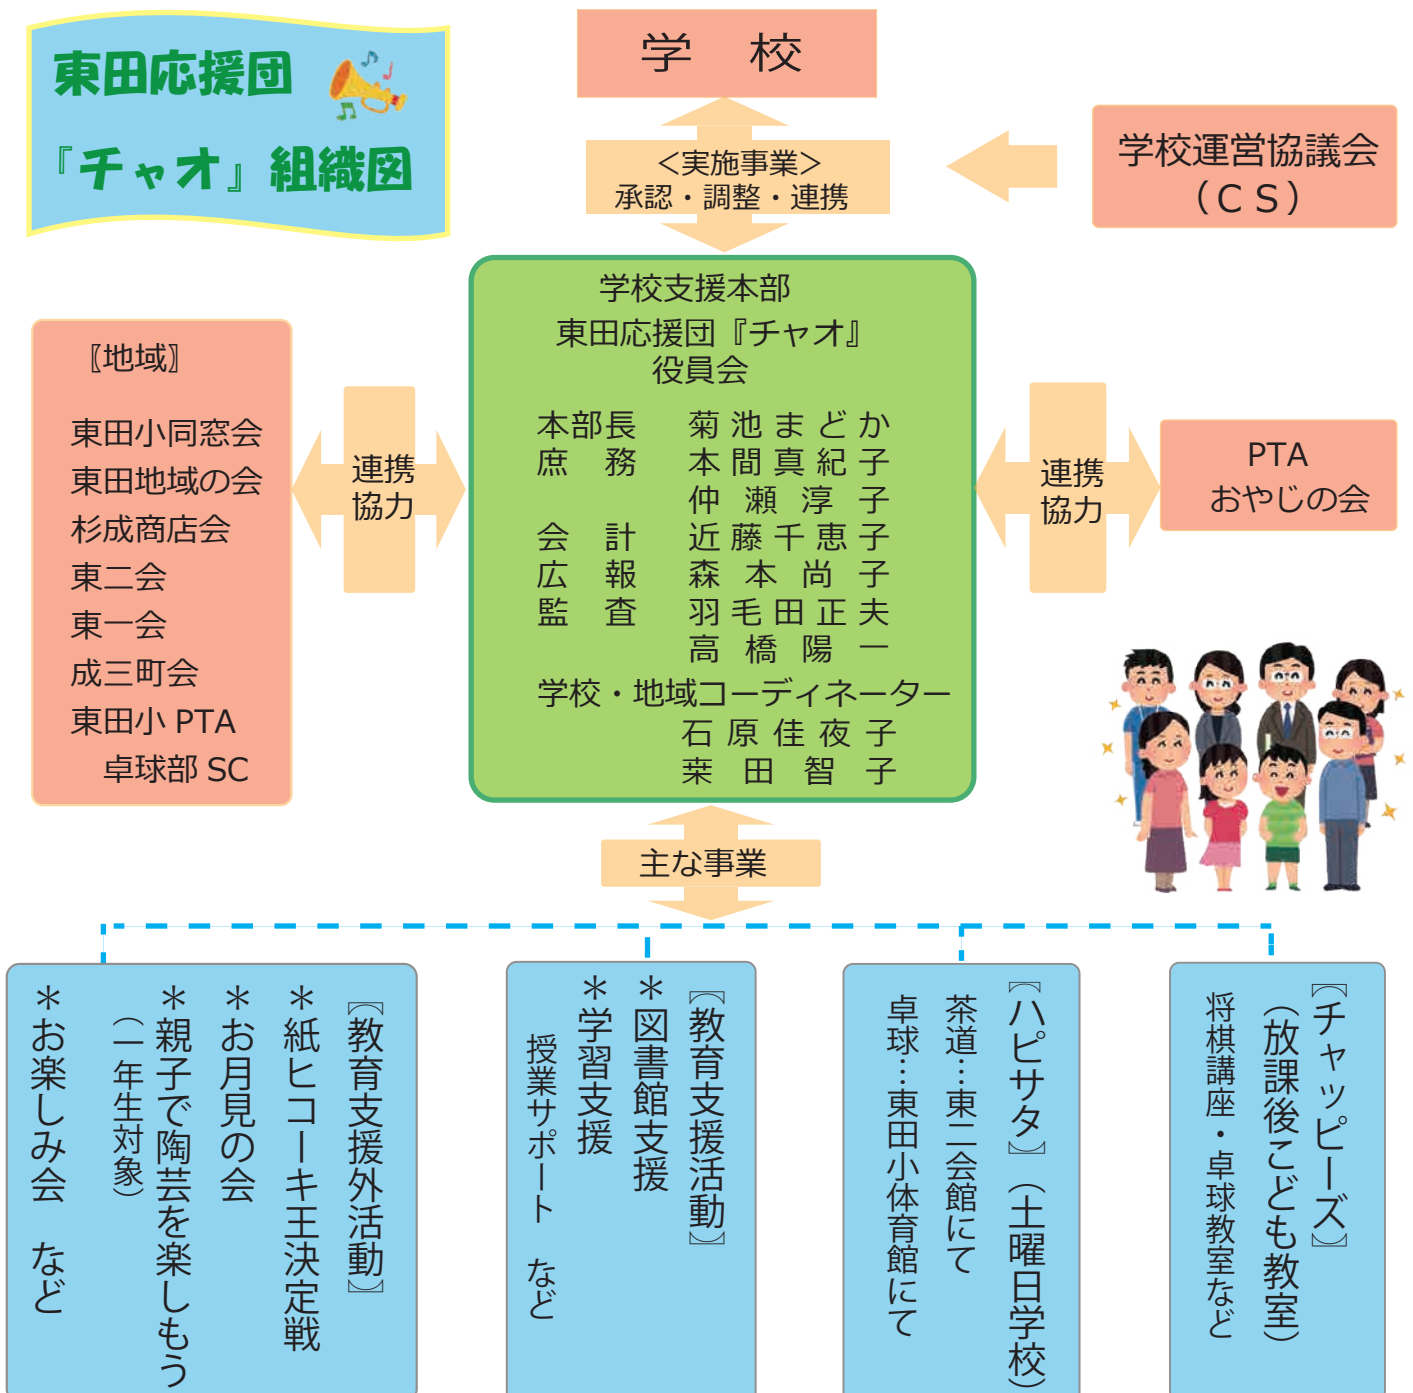 東田応援団
『チャオ』組織図
学　校
＜実施事業＞
承認・調整・連携
学校運営協議会
（ＣＳ）
学校支援本部
東田応援団『チャオ』
役員会
本部長　菊池まどか
庶　務　本間真紀子
仲瀬淳子
会　計　近藤千恵子
広　報　森本尚子
監　査　羽毛田正夫
高橋陽一
学校・地域コーディネーター
石原佳夜子
桒田智子
〖地域〗
東田小同窓会
東田地域の会
杉成商店会
東二会
東一会
成三町会
東田小 PTA
卓球部 SC
連携
協力
連携
協力
PTA
おやじの会
主な事業
〖教育支援外活動〗
＊紙ヒコーキ王決定戦
＊お月見の会
＊親子で陶芸を楽しもう
（一年生対象）
＊お楽しみ会　など
〖教育支援活動〗
＊図書館支援
＊学習支援
授業サポート　など
〖ハピサタ〗（土曜日学校）
茶道…東二会館にて
卓球…東田小体育館にて
〖チャッピーズ〗
（放課後こども教室）
将棋講座・卓球教室など